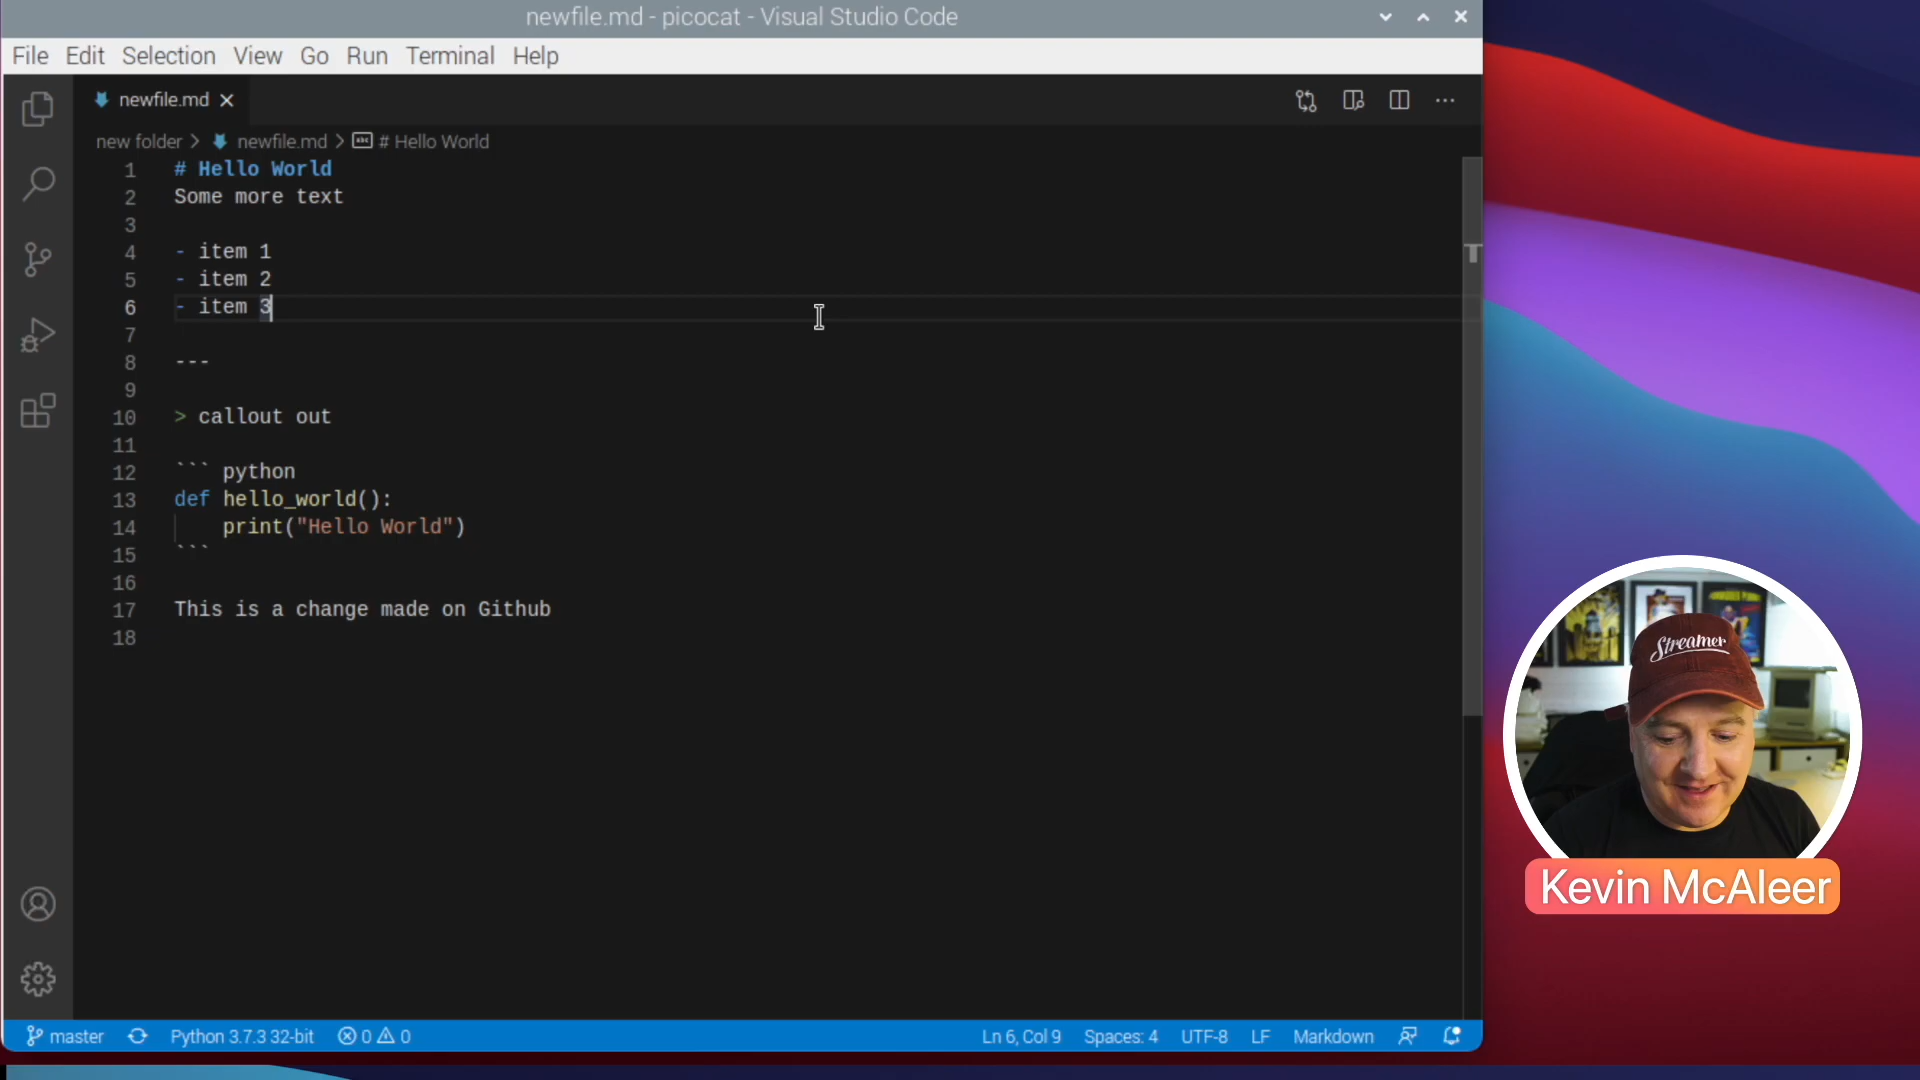 newfile.md - picocat - Visual Studio Code
File Edit Selection View Go Run Terminal Help
newfile.md
new folder > newfile.md > # Hello World
1 # Hello World
2 Some more text
3
4 - item 1
5 - item 2
6 - item 3
7
8 ---
9
10 > callout out
11
12 ``` python
13 def hello_world():
14 print("Hello World")
15 ```
16
17 This is a change made on Github
18
Streamer
Kevin McAleer
master Python 3.7.3 32-bit 0 0 Ln 6, Col 9 Spaces: 4 UTF-8 LF Markdown